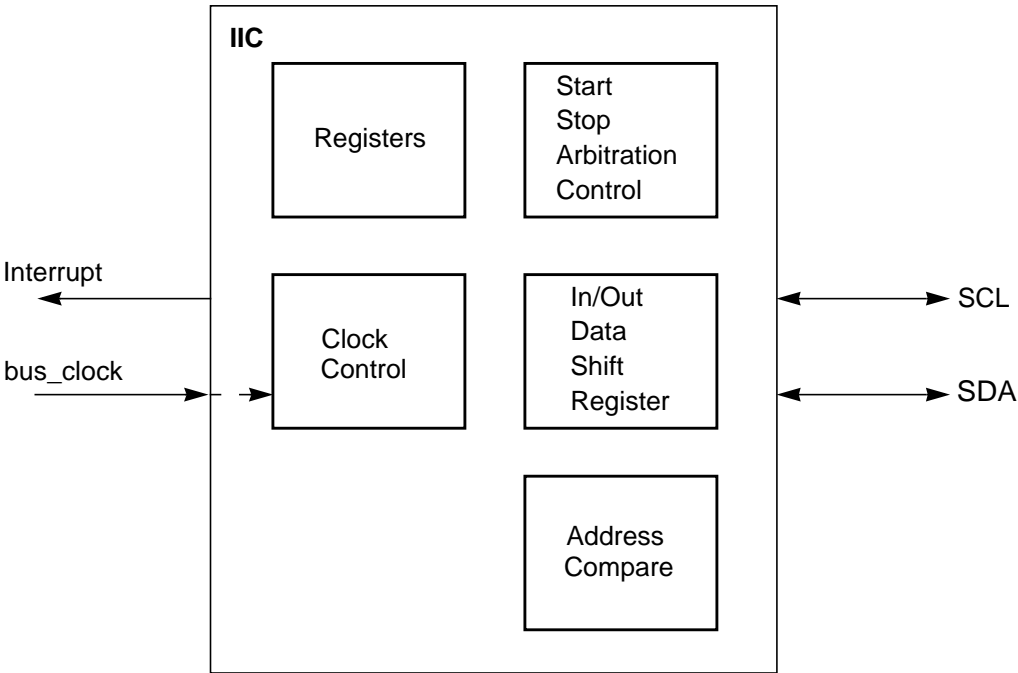 IIC
Registers
Start
Stop
Arbitration
Control
Interrupt
bus_clock
Clock
Control
In/Out
Data
Shift
Register
SCL
SDA
Address
Compare